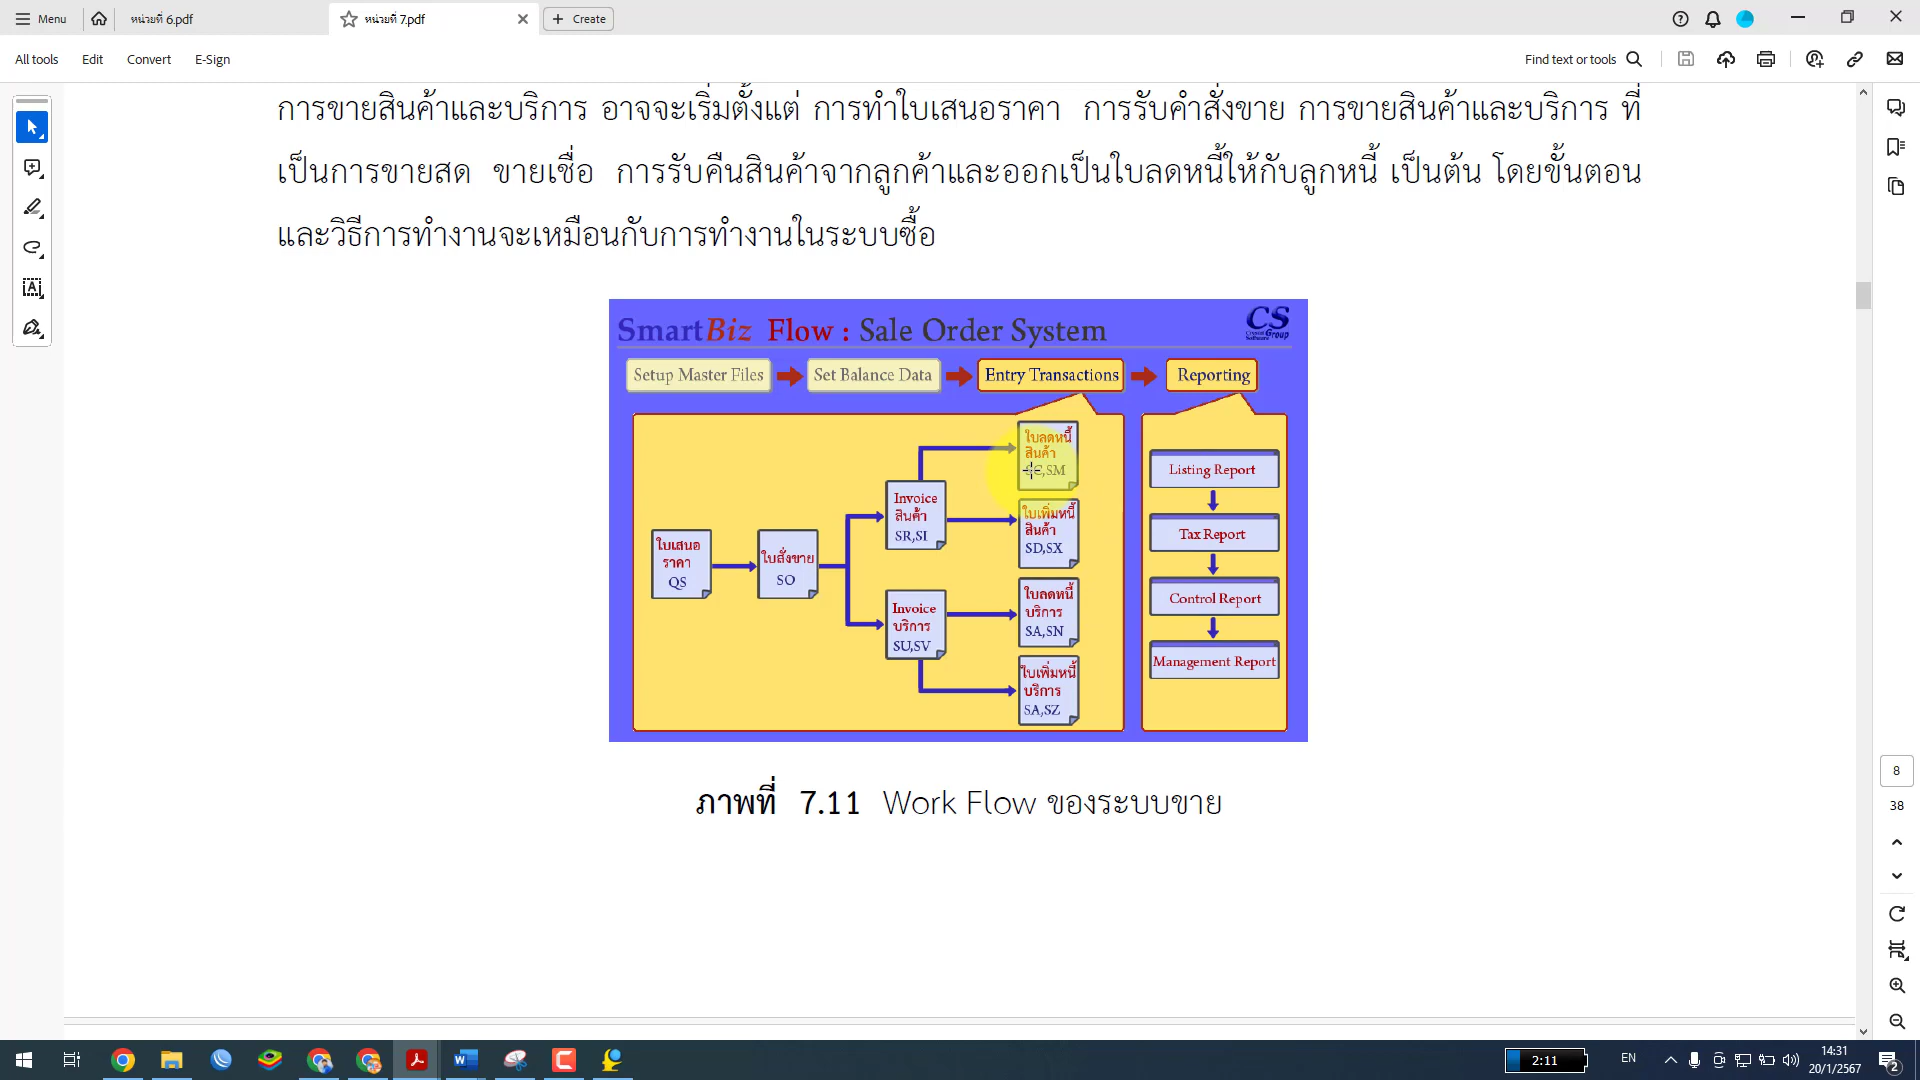 Menu
หน่วยที่ 6.pdf
หน่วยที่ 7.pdf
Create
All tools
Edit
Convert
E-Sign
Find text or tools
การขายสินค้าและบริการ อาจจะเริ่มตั้งแต่ การทำใบเสนอราคา การรับคำสั่งขาย การขายสินค้าและบริการ ที่
เป็นการขายสด ขายเชื่อ การรับคืนสินค้าจากลูกค้าและออกเป็นใบลดหนี้ให้กับลูกหนี้ เป็นต้น โดยขั้นตอน
และวิธีการทำงานจะเหมือนกับการทำงานในระบบซื้อ
SmartBiz Flow : Sale Order System
CS
Group
Setup Master Files
Set Balance Data
Entry Transactions
Reporting
ใบเสนอ
ราคา
QS
ใบสั่งขาย
SO
Invoice
สินค้า
SR,SI
Invoice
บริการ
SU,SV
ใบลดหนี้
สินค้า
SC,SM
ใบเพิ่มหนี้
สินค้า
SD,SX
ใบลดหนี้
บริการ
SA,SN
ใบเพิ่มหนี้
บริการ
SA,SZ
Listing Report
Tax Report
Control Report
Management Report
ภาพที่ 7.11 Work Flow ของระบบขาย
8
38
2:11
EN
14:31
20/1/2567
2